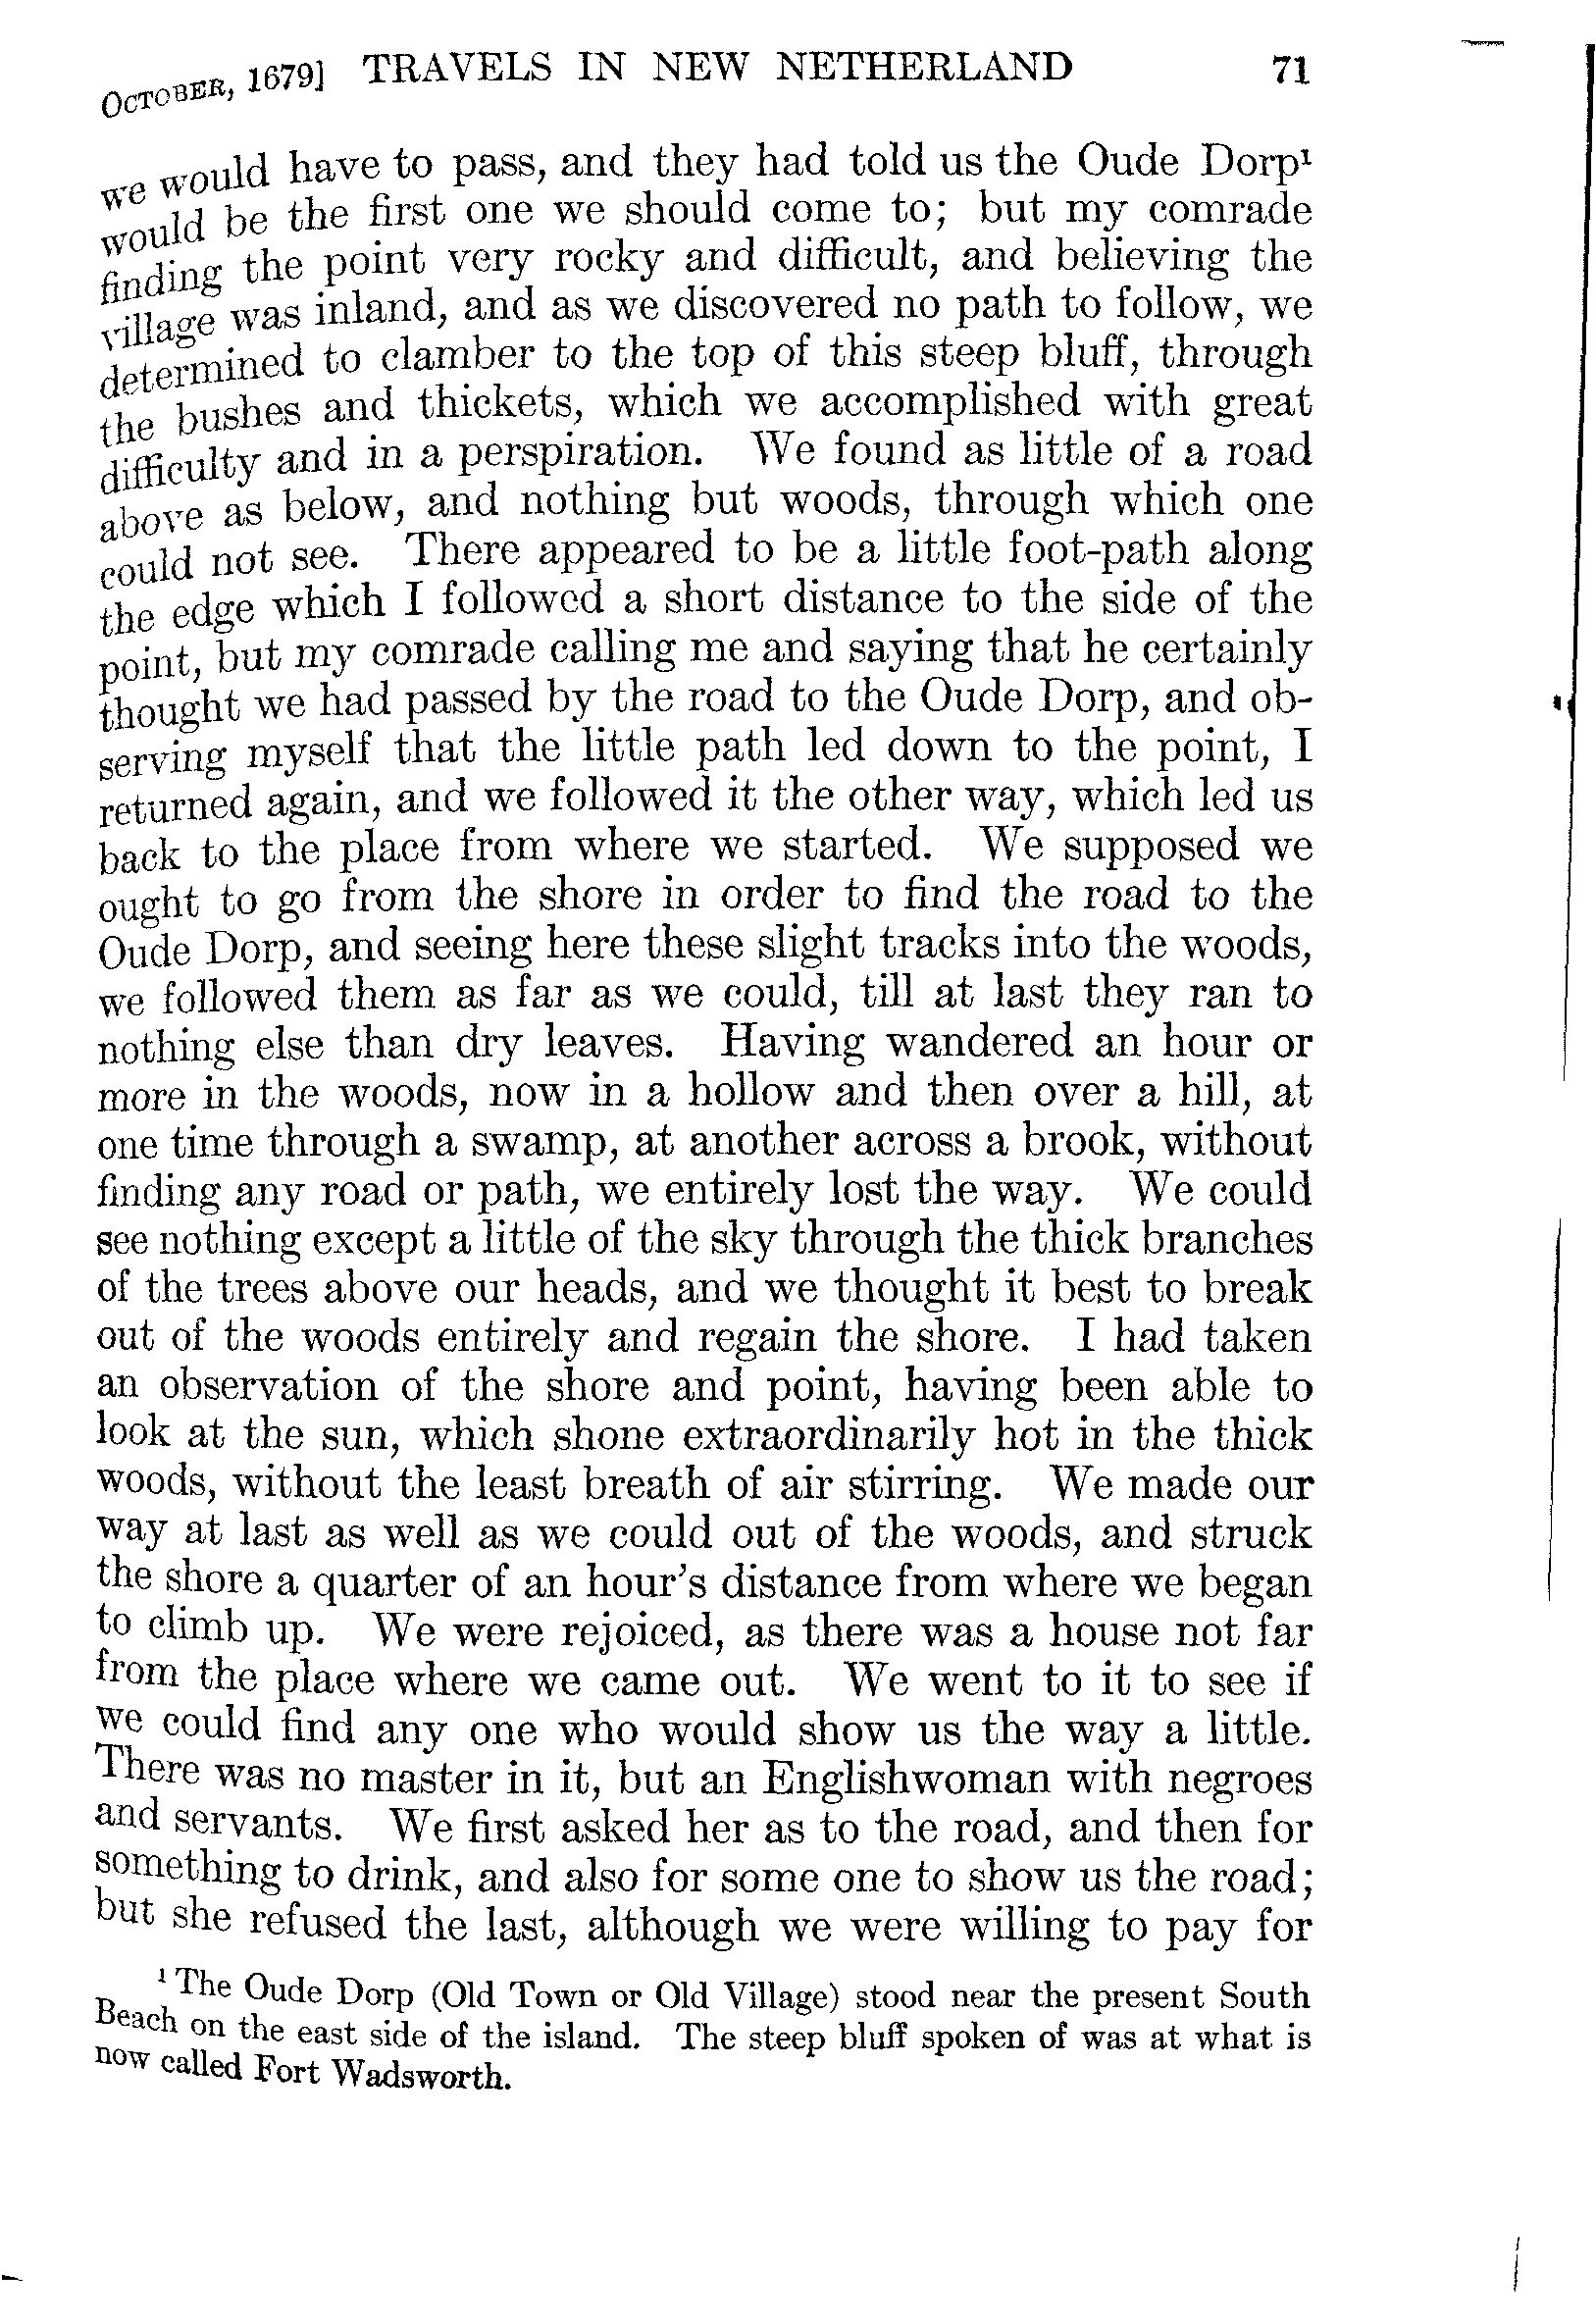 OCTOBER, 1679] TRAVELS IN NEW NETHERLAND 71
we would have to pass, and they had told us the Oude Dorp¹
would be the first one we should come to; but my comrade
finding the point very rocky and difficult, and believing the
village was inland, and as we discovered no path to follow, we
determined to clamber to the top of this steep bluff, through
the bushes and thickets, which we accomplished with great
difficulty and in a perspiration. We found as little of a road
above as below, and nothing but woods, through which one
could not see. There appeared to be a little foot-path along
the edge which I followed a short distance to the side of the
point, but my comrade calling me and saying that he certainly
thought we had passed by the road to the Oude Dorp, and ob-
serving myself that the little path led down to the point, I
returned again, and we followed it the other way, which led us
back to the place from where we started. We supposed we
ought to go from the shore in order to find the road to the
Oude Dorp, and seeing here these slight tracks into the woods,
we followed them as far as we could, till at last they ran to
nothing else than dry leaves. Having wandered an hour or
more in the woods, now in a hollow and then over a hill, at
one time through a swamp, at another across a brook, without
finding any road or path, we entirely lost the way. We could
see nothing except a little of the sky through the thick branches
of the trees above our heads, and we thought it best to break
out of the woods entirely and regain the shore. I had taken
an observation of the shore and point, having been able to
look at the sun, which shone extraordinarily hot in the thick
woods, without the least breath of air stirring. We made our
way at last as well as we could out of the woods, and struck
the shore a quarter of an hour's distance from where we began
to climb up. We were rejoiced, as there was a house not far
from the place where we came out. We went to it to see if
we could find any one who would show us the way a little.
There was no master in it, but an Englishwoman with negroes
and servants. We first asked her as to the road, and then for
something to drink, and also for some one to show us the road;
but she refused the last, although we were willing to pay for
¹ The Oude Dorp (Old Town or Old Village) stood near the present South
Beach on the east side of the island. The steep bluff spoken of was at what is
now called Fort Wadsworth.